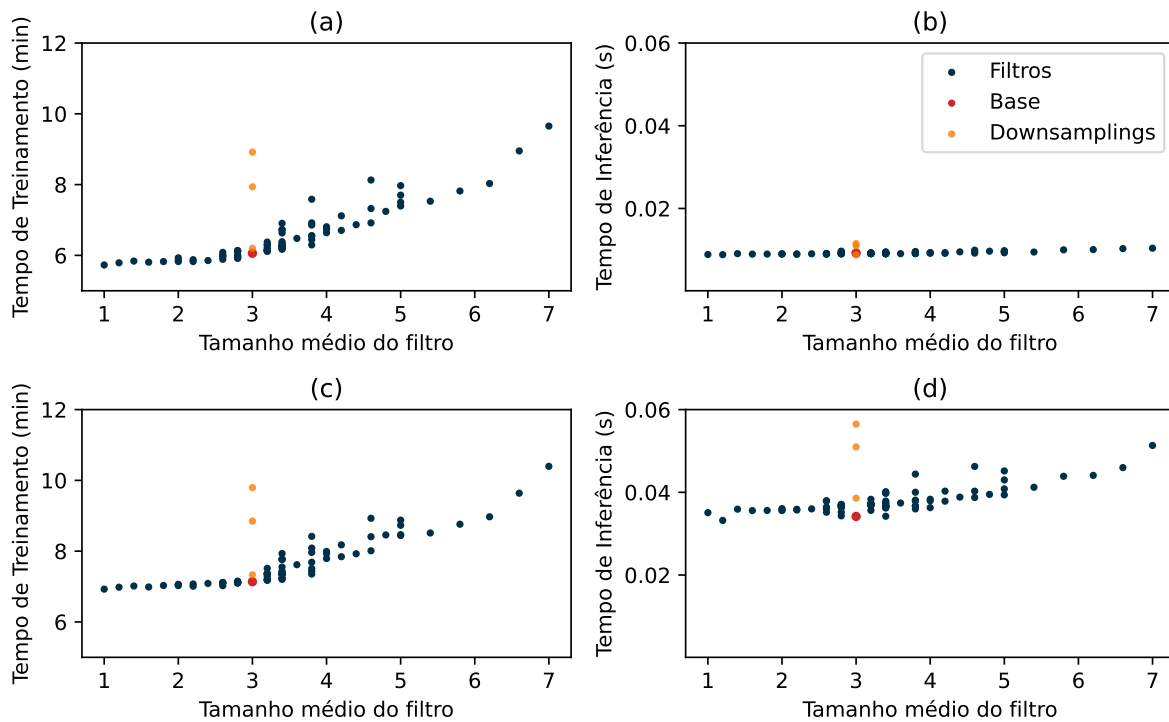 (a)
Tempo de Treinamento (min)
12
10
8
6
1 2 3 4 5 6 7
Tamanho médio do filtro
(b)
Tempo de Inferência (s)
0.06
0.04
0.02
Filtros
Base
Downsamplings
1 2 3 4 5 6 7
Tamanho médio do filtro
(c)
Tempo de Treinamento (min)
12
10
8
6
1 2 3 4 5 6 7
Tamanho médio do filtro
(d)
Tempo de Inferência (s)
0.06
0.04
0.02
1 2 3 4 5 6 7
Tamanho médio do filtro